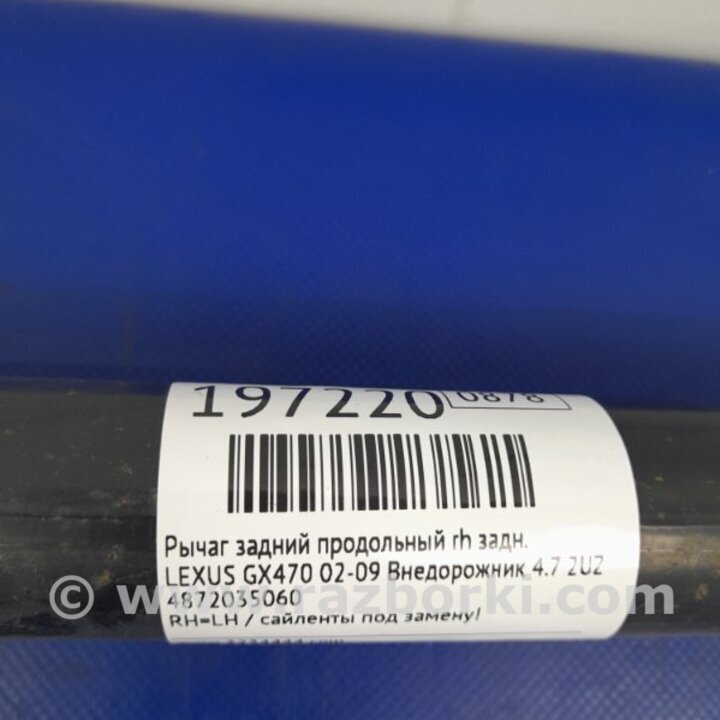 197220 0878
Рычаг задний продольный rh задн.
LEXUS GX470 02-09 Внедорожник 4.7 2UZ
4872035060
RH=LH / сайленты под замену!
© www.razborki.com